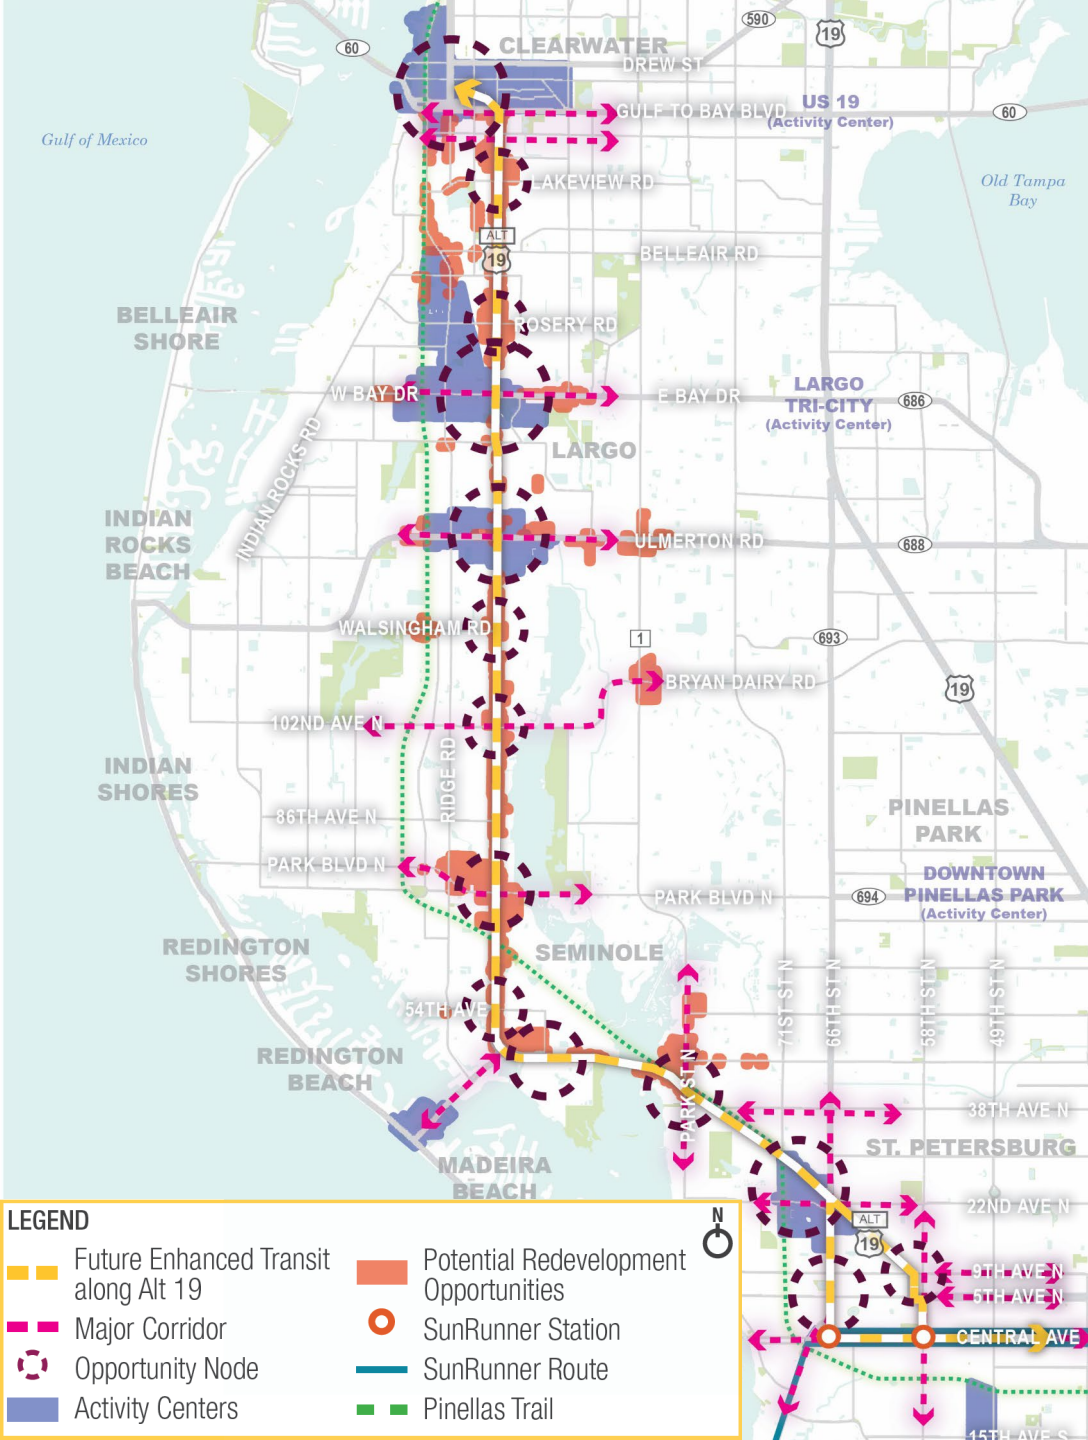 590
19
60
CLEARWATER
DREW ST
US 19
(Activity Center)
GULF TO BAY BLVD
60
Gulf of Mexico
LAKEVIEW RD
Old Tampa
Bay
ALT
19
BELLEAIR RD
BELLEAIR
SHORE
ROSERY RD
W BAY DR
E BAY DR
LARGO
TRI-CITY
(Activity Center)
686
INDIAN ROCKS RD
LARGO
INDIAN
ROCKS
BEACH
ULMERTON RD
688
WALSINGHAM RD
1
693
BRYAN DAIRY RD
19
102ND AVE N
RIDGE RD
INDIAN
SHORES
86TH AVE N
PINELLAS
PARK
PARK BLVD N
PARK BLVD N
694
DOWNTOWN
PINELLAS PARK
(Activity Center)
REDINGTON
SHORES
SEMINOLE
71ST ST N
66TH ST N
58TH ST N
49TH ST N
54TH AVE
REDINGTON
BEACH
PARK ST N
38TH AVE N
ST. PETERSBURG
MADEIRA
BEACH
22ND AVE N
ALT
19
9TH AVE N
5TH AVE N
CENTRAL AVE
15TH AVE S
LEGEND
N
Future Enhanced Transit
along Alt 19
Major Corridor
Opportunity Node
Activity Centers
Potential Redevelopment
Opportunities
SunRunner Station
SunRunner Route
Pinellas Trail